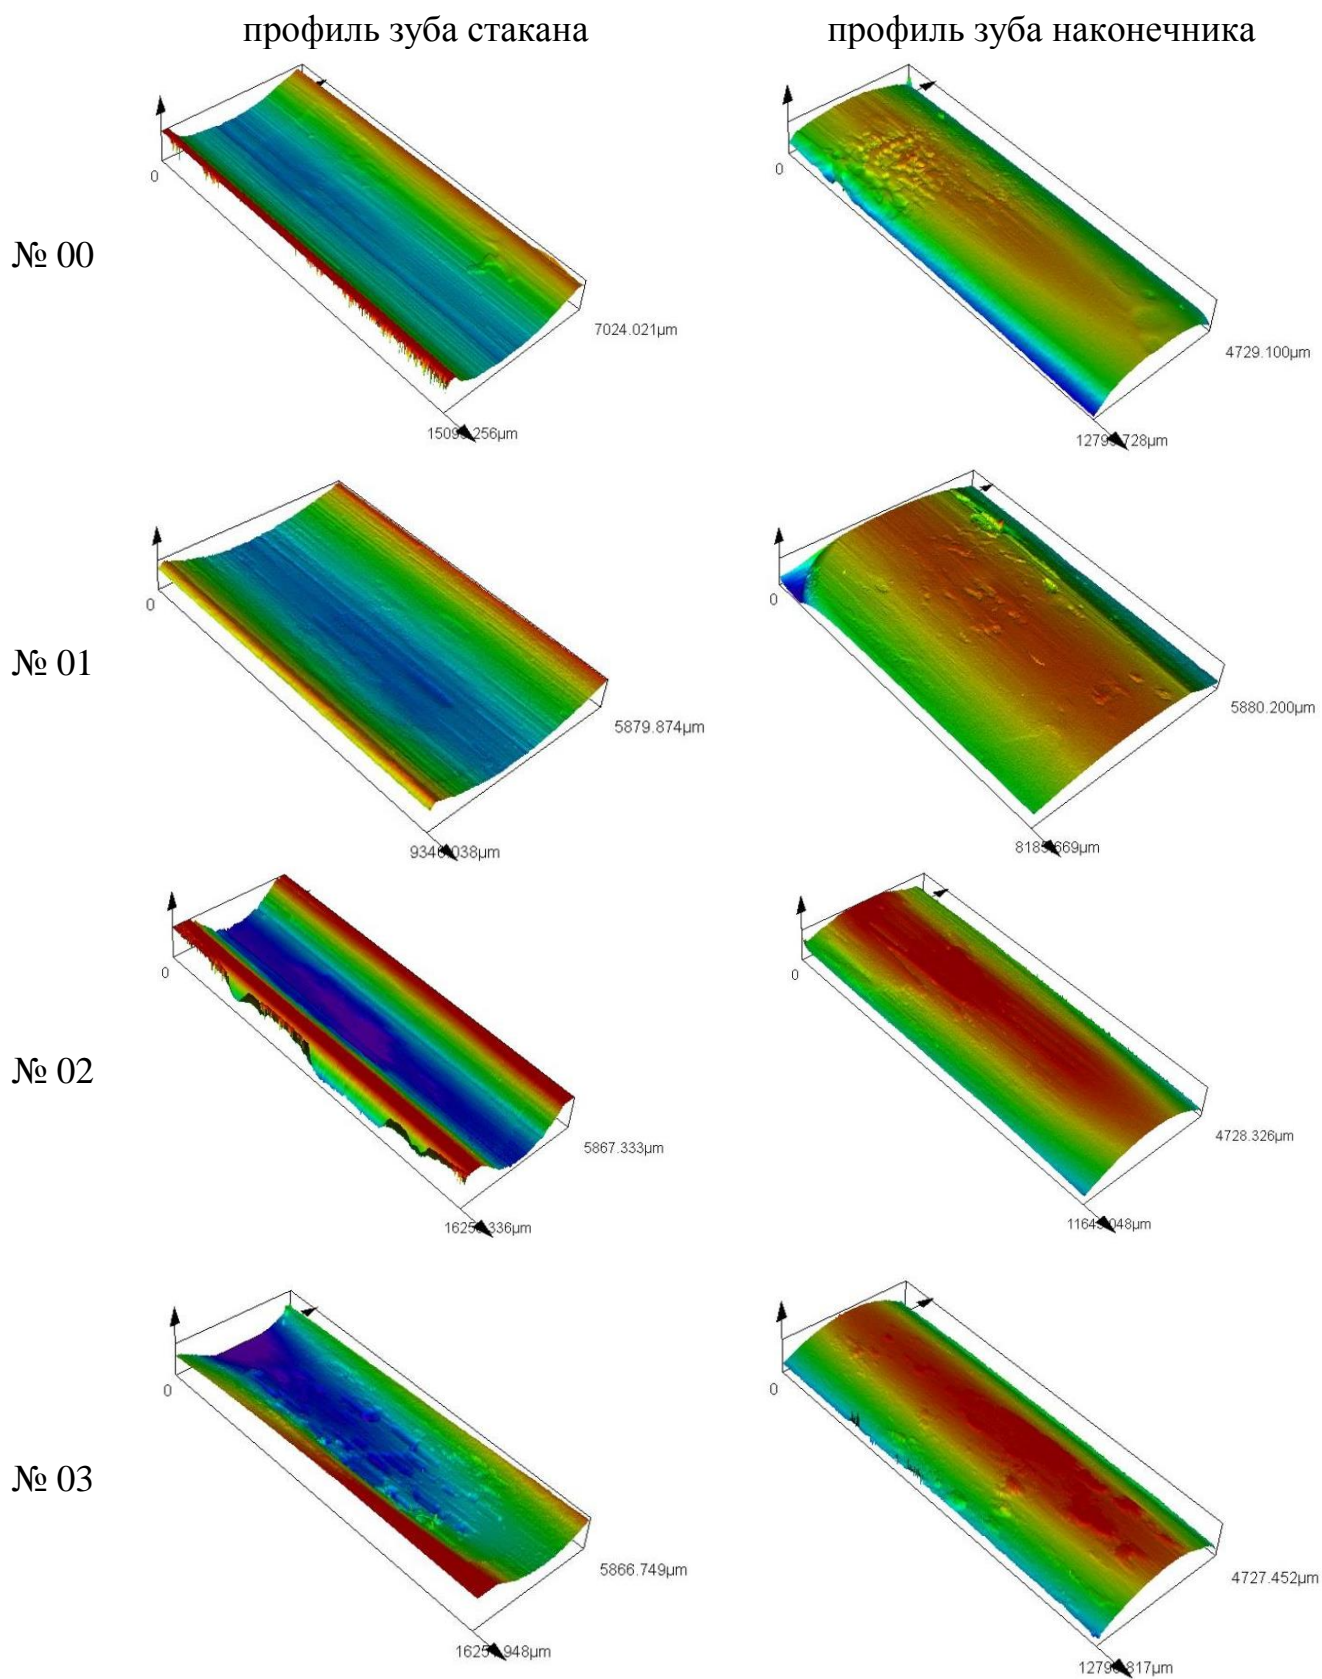 профиль зуба стакана
профиль зуба наконечника
0
7024.021µm
0
4729.100µm
№ 00
0
5879.874µm
0
5880.200µm
№ 01
0
5867.333µm
0
4728.326µm
№ 02
0
5866.749µm
0
4727.452µm
№ 03